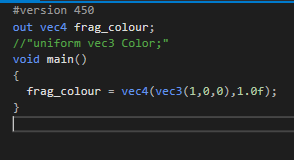 #version 450
out vec4 frag_colour;
//"uniform vec3 Color;"
void main()
{
  frag_colour = vec4(vec3(1,0,0),1.0f);
}